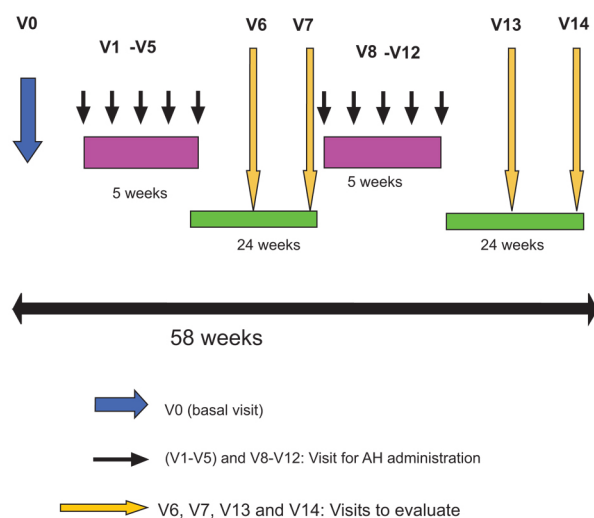 V0
V6
V7
V13
V14
V1 -V5
V8 -V12
5 weeks
5 weeks
24 weeks
24 weeks
58 weeks
V0 (basal visit)
(V1-V5) and V8-V12: Visit for AH administration
V6, V7, V13 and V14: Visits to evaluate